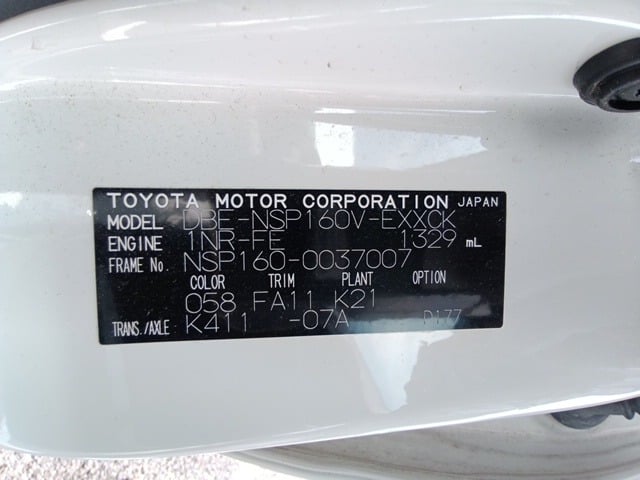 TOYOTA MOTOR CORPORATION JAPAN
MODEL DBE-NSP160V-EXXCK
ENGINE 1NR-FE 1329 mL
FRAME No. NSP160-0037007
COLOR TRIM PLANT OPTION
058 FA11 K21
TRANS./AXLE K411 -07A D177